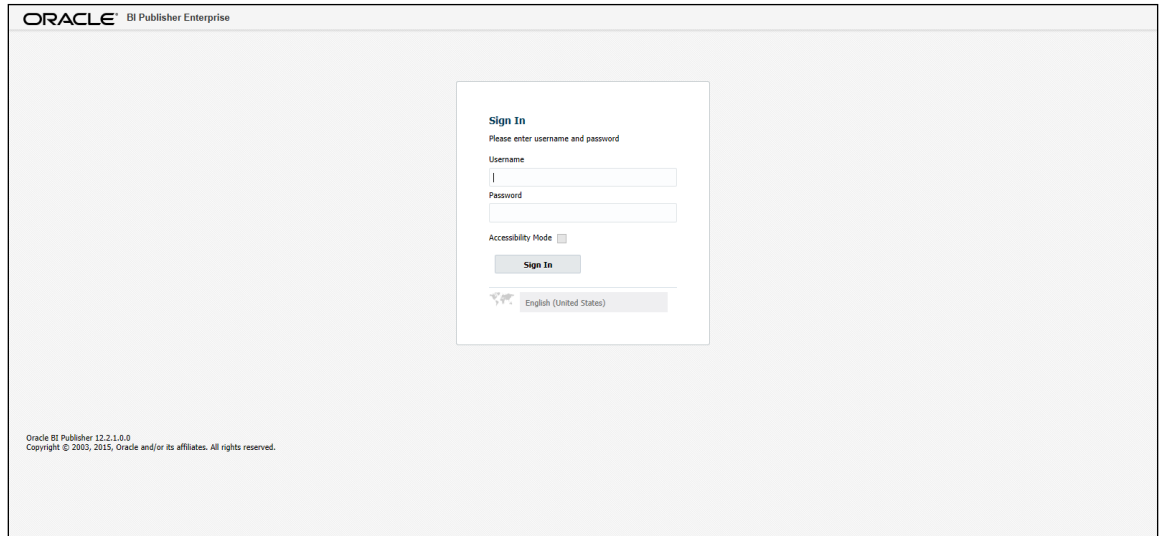 ORACLE® BI Publisher Enterprise
Sign In
Please enter username and password
Username
Password
Accessibility Mode
Sign In
English (United States)
Oracle BI Publisher 12.2.1.0.0
Copyright © 2003, 2015, Oracle and/or its affiliates. All rights reserved.